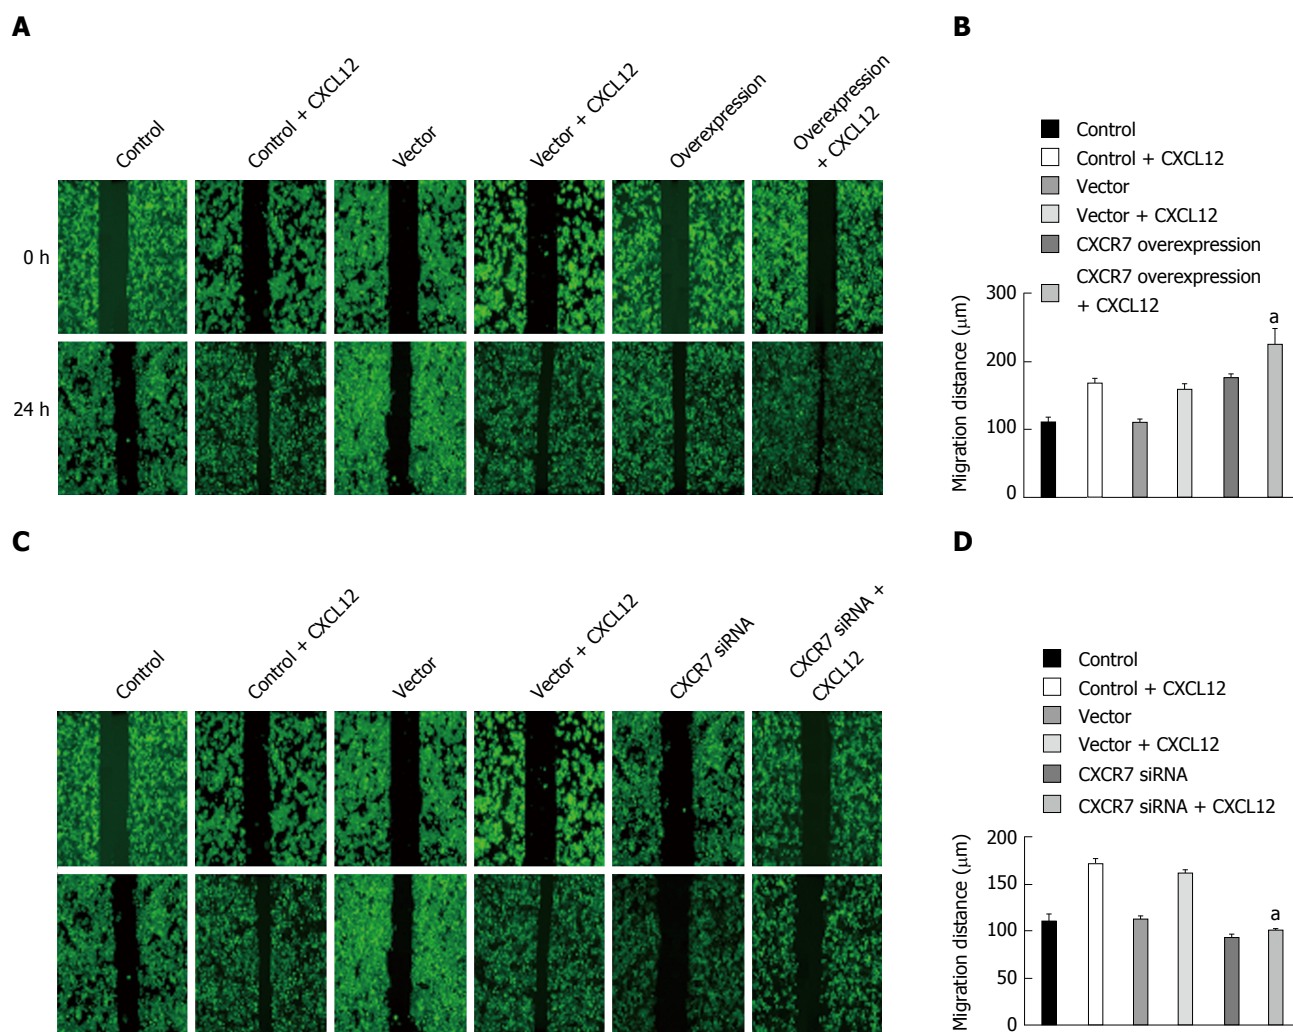 A
Control
Control + CXCL12
Vector
Vector + CXCL12
Overexpression
Overexpression
+ CXCL12
0 h
24 h
B
Control
Control + CXCL12
Vector
Vector + CXCL12
CXCR7 overexpression
CXCR7 overexpression
+ CXCL12
Migration distance (μm)
300
200
100
0
a
C
Control
Control + CXCL12
Vector
Vector + CXCL12
CXCR7 siRNA
CXCR7 siRNA +
CXCL12
D
Control
Control + CXCL12
Vector
Vector + CXCL12
CXCR7 siRNA
CXCR7 siRNA + CXCL12
Migration distance (μm)
200
150
100
50
0
a